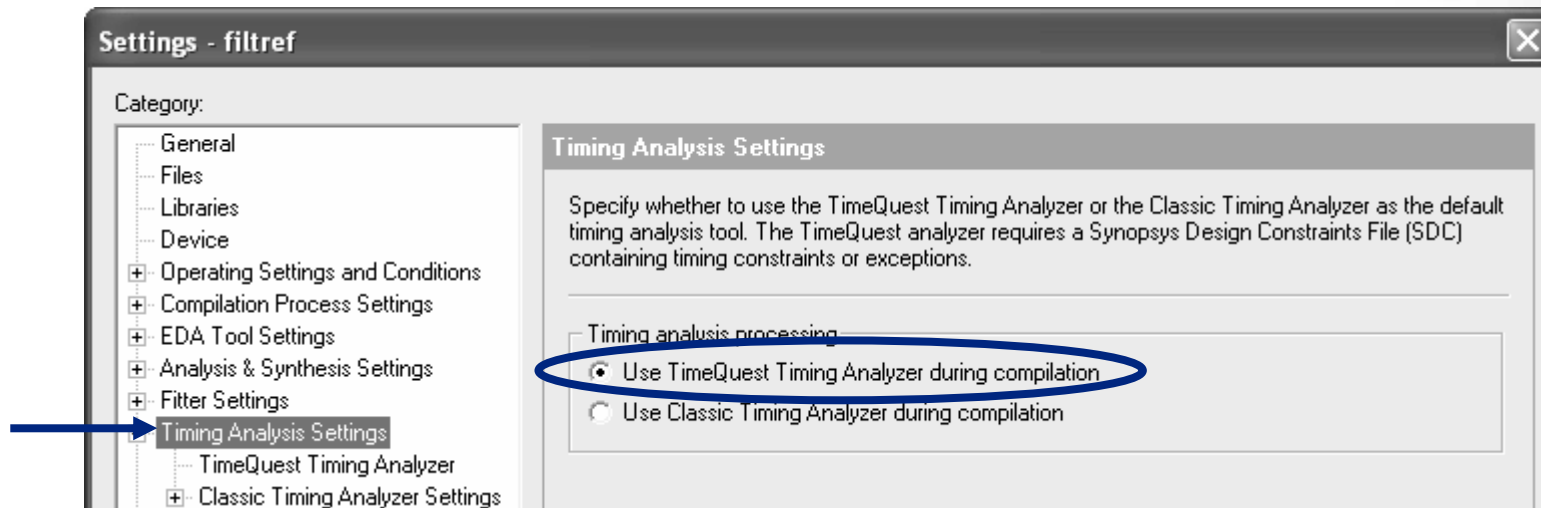 Settings - filtref
Category:
General
Files
Libraries
Device
Operating Settings and Conditions
Compilation Process Settings
EDA Tool Settings
Analysis & Synthesis Settings
Fitter Settings
Timing Analysis Settings
TimeQuest Timing Analyzer
Classic Timing Analyzer Settings
Timing Analysis Settings
Specify whether to use the TimeQuest Timing Analyzer or the Classic Timing Analyzer as the default
timing analysis tool. The TimeQuest analyzer requires a Synopsys Design Constraints File (SDC)
containing timing constraints or exceptions.
Timing analysis processing
Use TimeQuest Timing Analyzer during compilation
Use Classic Timing Analyzer during compilation